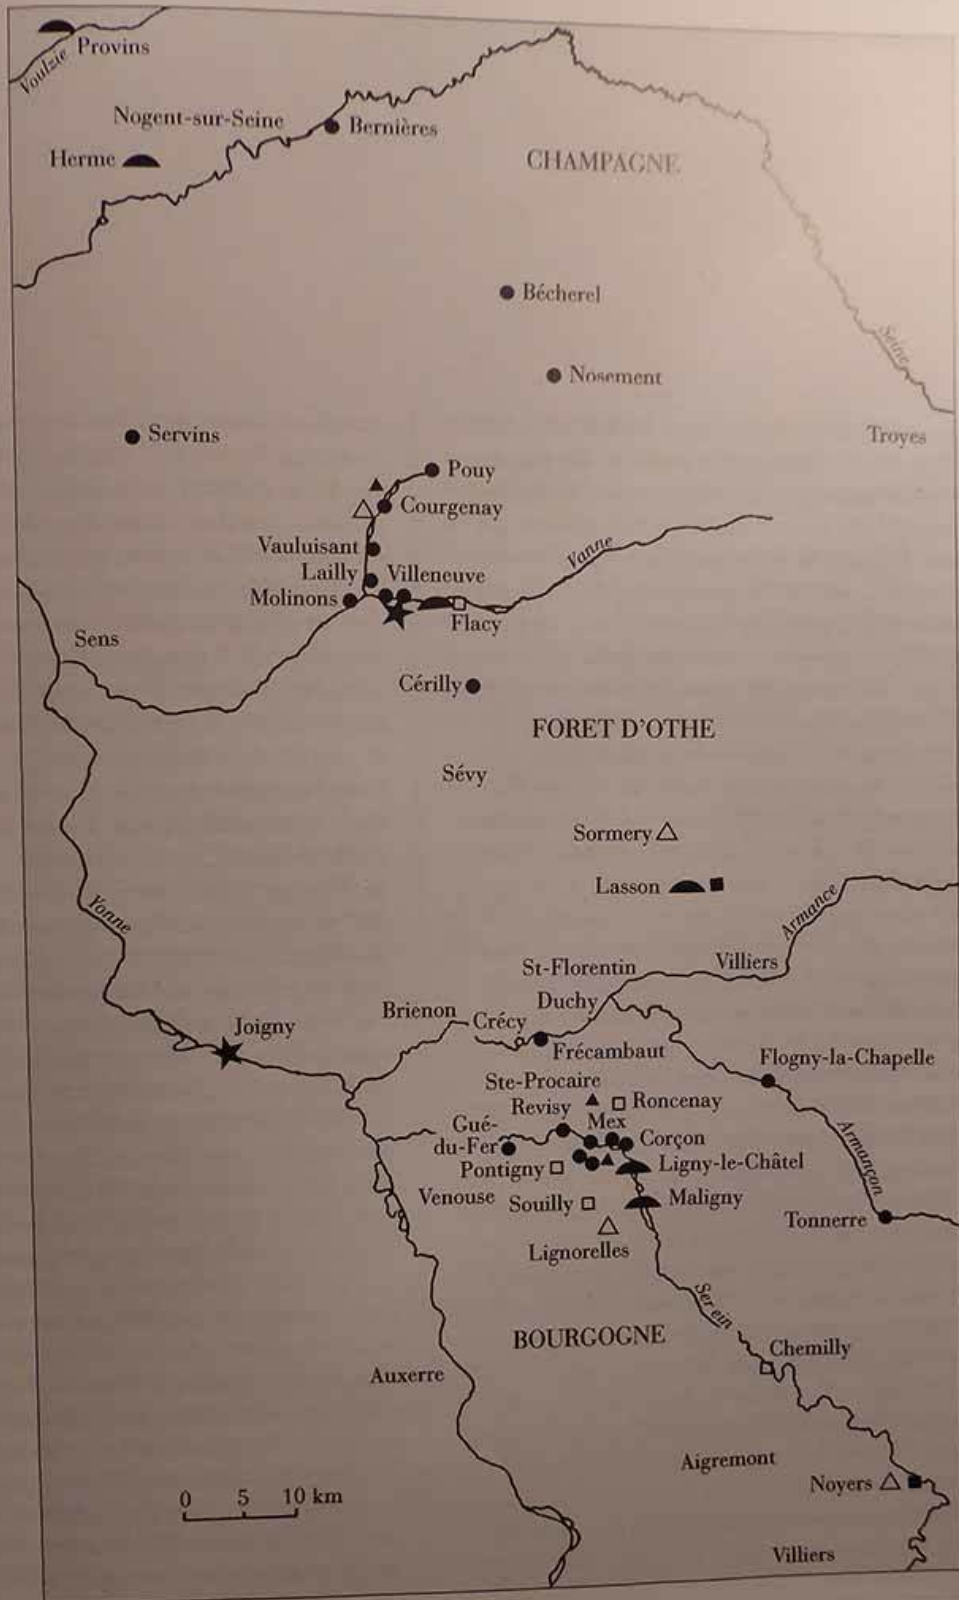 Provins
Voulzie
Nogent-sur-Seine
Bernières
Herme
CHAMPAGNE
Bécherel
Seine
Nosement
Servins
Troyes
Pouy
Courgenay
Vauluisant
Vanne
Lailly
Villeneuve
Molinons
Flacy
Sens
Cérilly
FORET D'OTHE
Sévy
Sormery
Lasson
Yonne
Armance
St-Florentin
Villiers
Duchy
Brienon
Crécy
Joigny
Frécambaut
Flogny-la-Chapelle
Ste-Procaire
Revisy
Roncenay
Gué-
du-Fer
Mex
Corçon
Armançon
Pontigny
Ligny-le-Châtel
Venouse
Souilly
Maligny
Tonnerre
Lignorelles
Ser ein
BOURGOGNE
Chemilly
Auxerre
Aigremont
Noyers
0 5 10 km
Villiers